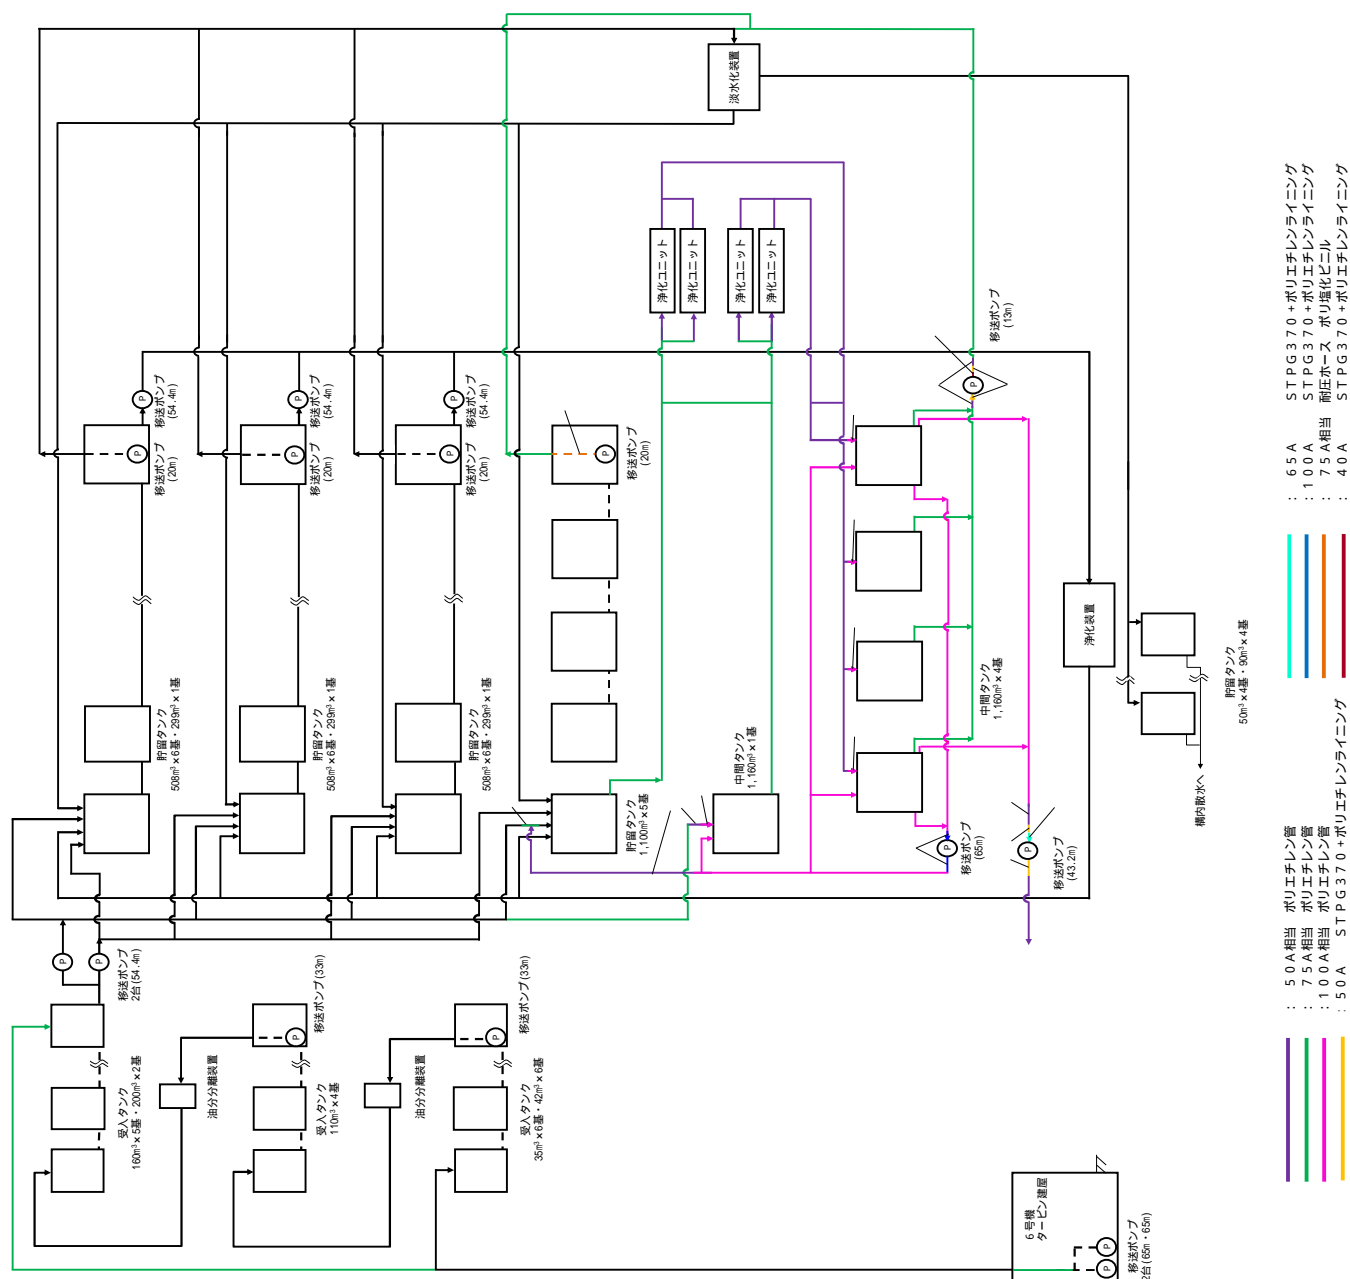 淡水化装置
浄化ユニット
浄化ユニット
浄化ユニット
浄化ユニット
移送ポンプ
(13m)
P
P
移送ポンプ
(54.4m)
P
移送ポンプ
(54.4m)
P
移送ポンプ
(54.4m)
P
移送ポンプ
(20m)
P
移送ポンプ
(20m)
P
移送ポンプ
(20m)
P
移送ポンプ
(20m)
貯留タンク
508m³×6基・299m³×1基
貯留タンク
508m³×6基・299m³×1基
貯留タンク
508m³×6基・299m³×1基
貯留タンク
1,100m³×5基
中間タンク
1,160m³×1基
中間タンク
1,160m³×4基
浄化装置
貯留タンク
50m³×4基・90m³×4基
構内散水へ
P
移送ポンプ
(65m)
P
移送ポンプ
(43.2m)
P
P
移送ポンプ
2台(54.4m)
受入タンク
160m³×5基・200m³×2基
油分分離装置
P
移送ポンプ(33m)
受入タンク
110m³×4基
油分分離装置
P
移送ポンプ(33m)
受入タンク
35m³×6基・42m³×6基
6号機
タービン建屋
P
P
移送ポンプ
2台(65m・65m)
: 50A相当 ポリエチレン管
: 75A相当 ポリエチレン管
: 100A相当 ポリエチレン管
: 50A STPG370+ポリエチレンライニング
: 65A STPG370+ポリエチレンライニング
: 100A STPG370+ポリエチレンライニング
: 75A相当 耐圧ホース ポリ塩化ビニル
: 40A STPG370+ポリエチレンライニング